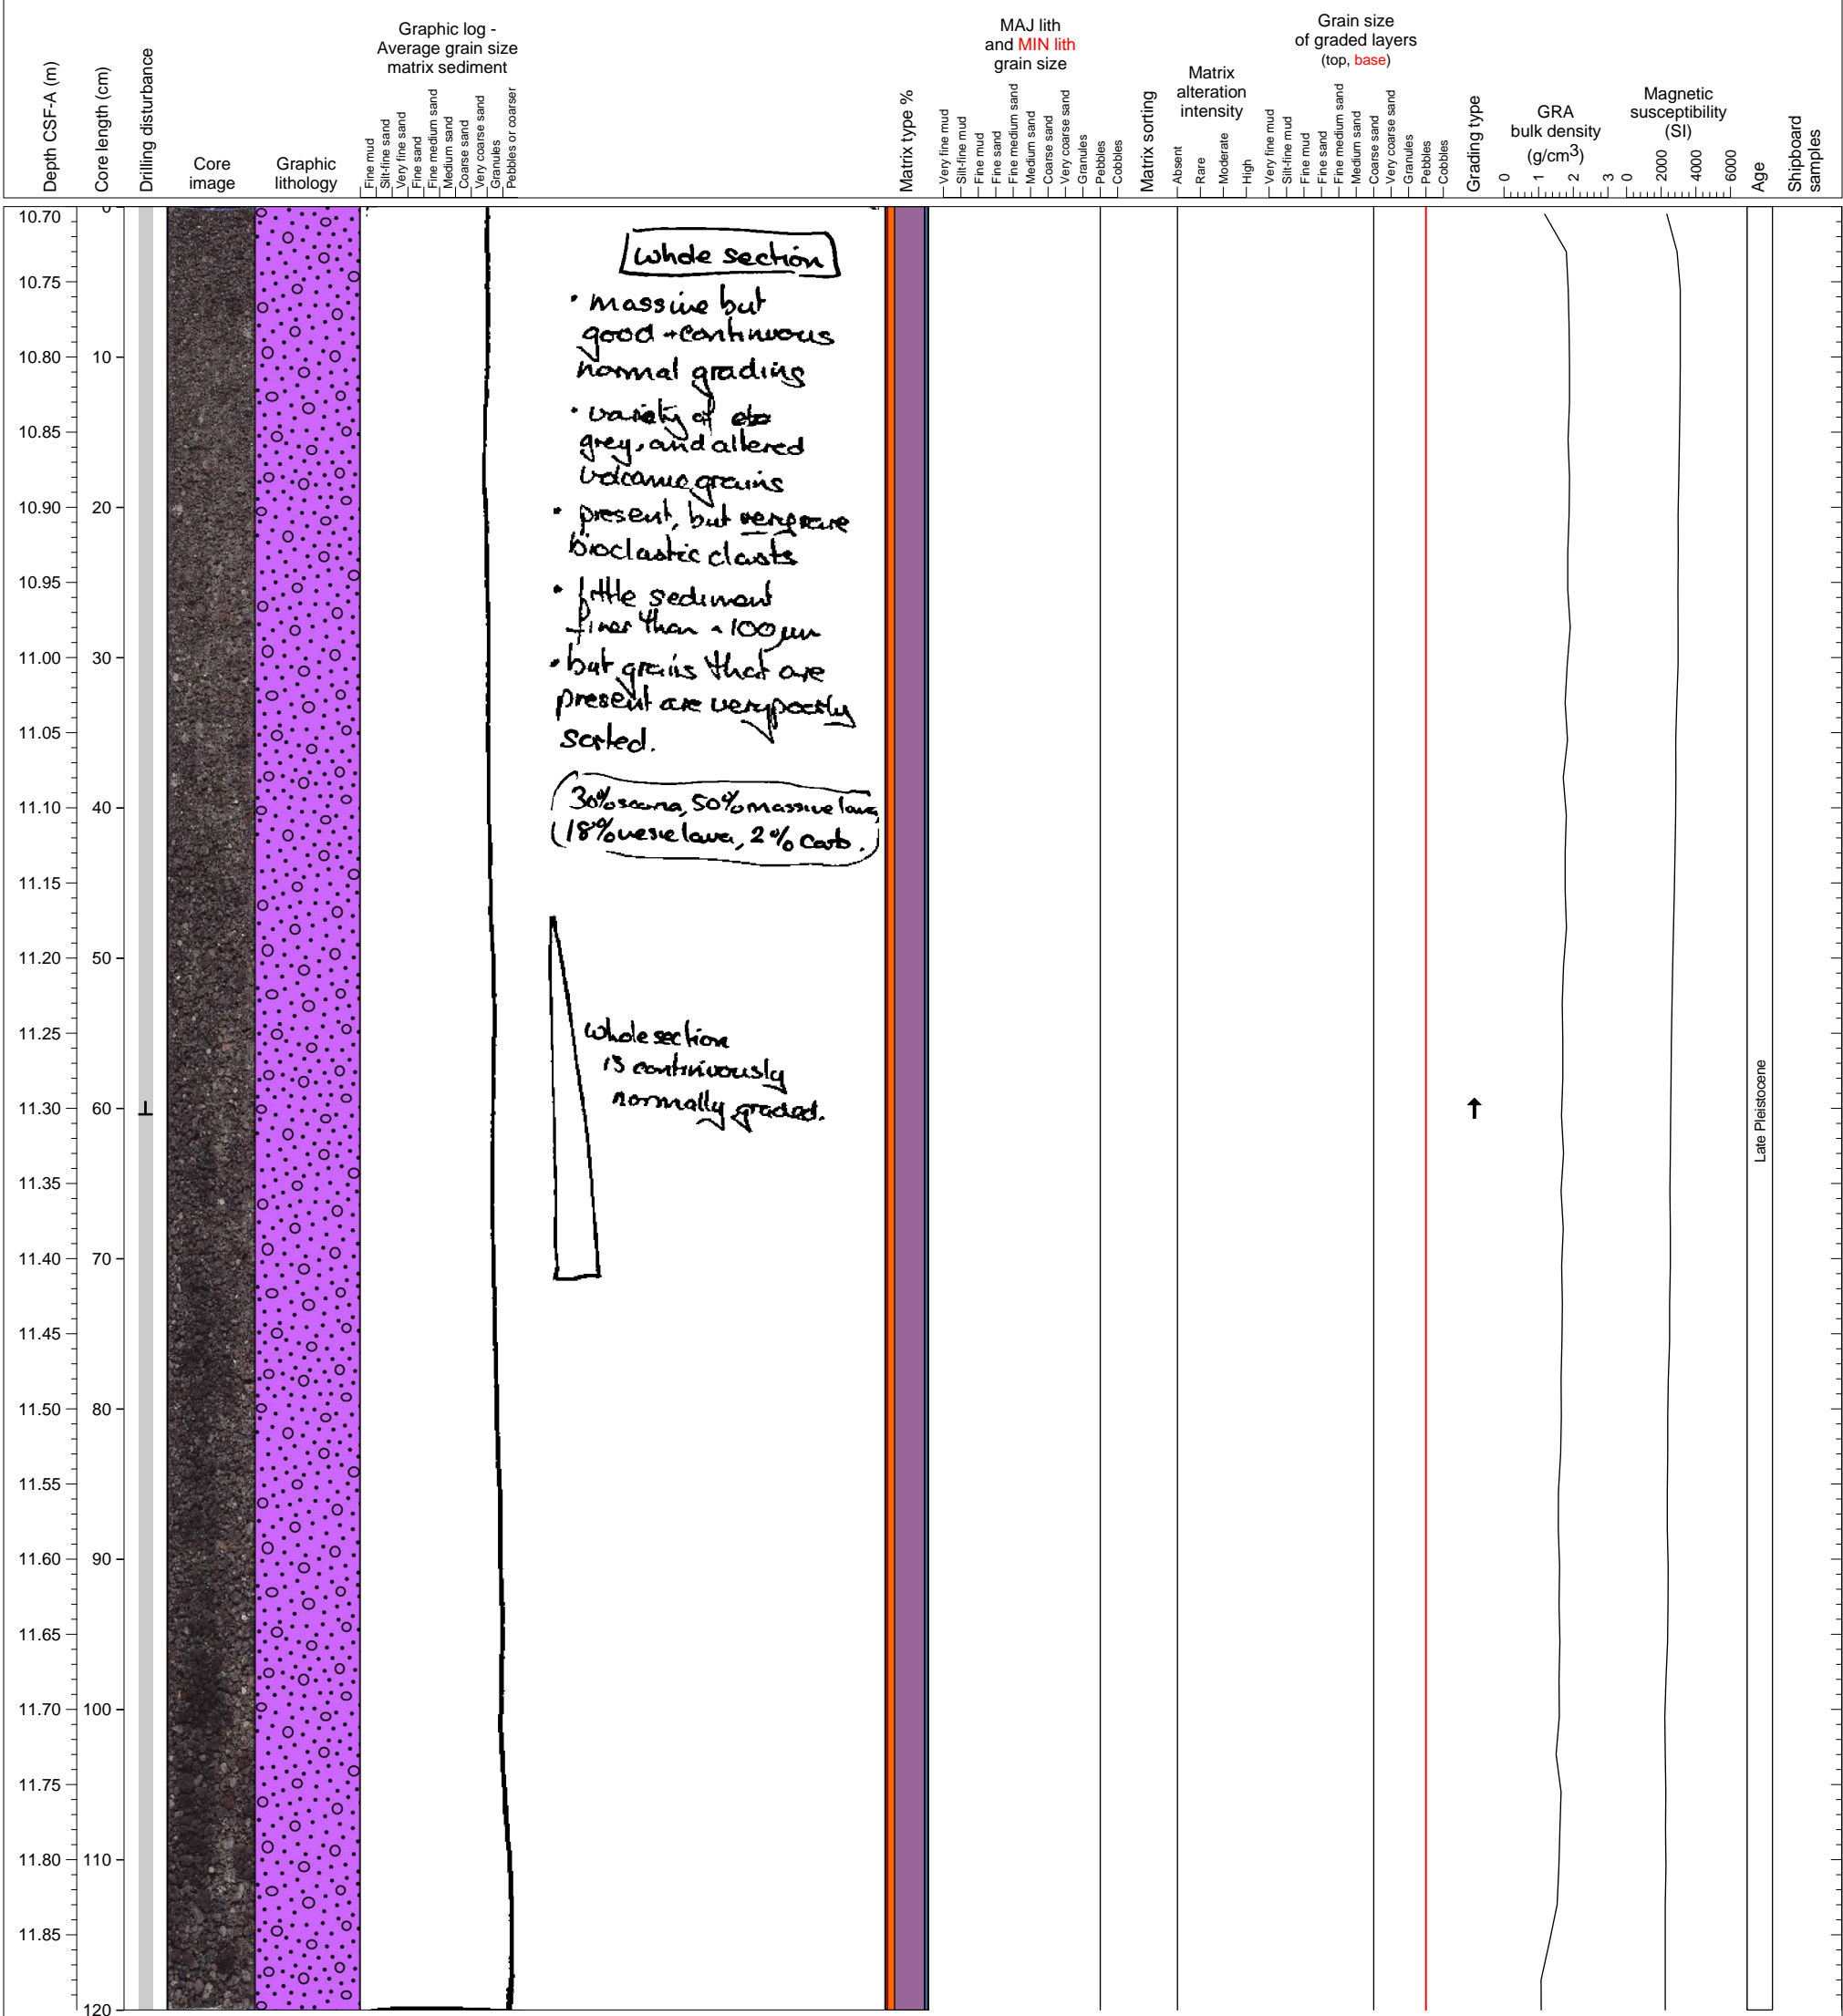 Depth CSF-A (m)
Core length (cm)
Drilling disturbance
Core
image
Graphic
lithology
Graphic log -
Average grain size
matrix sediment
Fine mud
Silt-fine sand
Very fine sand
Fine sand
Fine medium sand
Medium sand
Coarse sand
Very coarse sand
Granules
Pebbles or coarser
Matrix type %
MAJ lith
and MIN lith
grain size
Very fine mud
Silt-fine mud
Fine mud
Fine sand
Fine medium sand
Medium sand
Coarse sand
Very coarse sand
Granules
Pebbles
Cobbles
Matrix sorting
Matrix
alteration
intensity
Absent
Rare
Moderate
High
Grain size
of graded layers
(top, base)
Very fine mud
Silt-fine mud
Fine mud
Fine sand
Fine medium sand
Medium sand
Coarse sand
Very coarse sand
Granules
Pebbles
Cobbles
Grading type
GRA
bulk density
(g/cm3)
0 1 2 3
Magnetic
susceptibility
(SI)
0 2000 4000 6000
Age
Shipboard
samples
10.70
10.75
10.80
10.85
10.90
10.95
11.00
11.05
11.10
11.15
11.20
11.25
11.30
11.35
11.40
11.45
11.50
11.55
11.60
11.65
11.70
11.75
11.80
11.85
0
10
20
30
40
50
60
70
80
90
100
110
120
whole section
• massive but
good + continuous
normal grading
• variety of
grey, and altered
volcanic grains
• present, but very rare
bioclastic clasts
• little sediment
finer than ~100 µm
• but grains that are
present are very poorly
sorted.
30% scoria, 50% massive lava
18% vesic lava, 2% carb.
whole section
is continuously
normally graded.
↑
Late Pleistocene